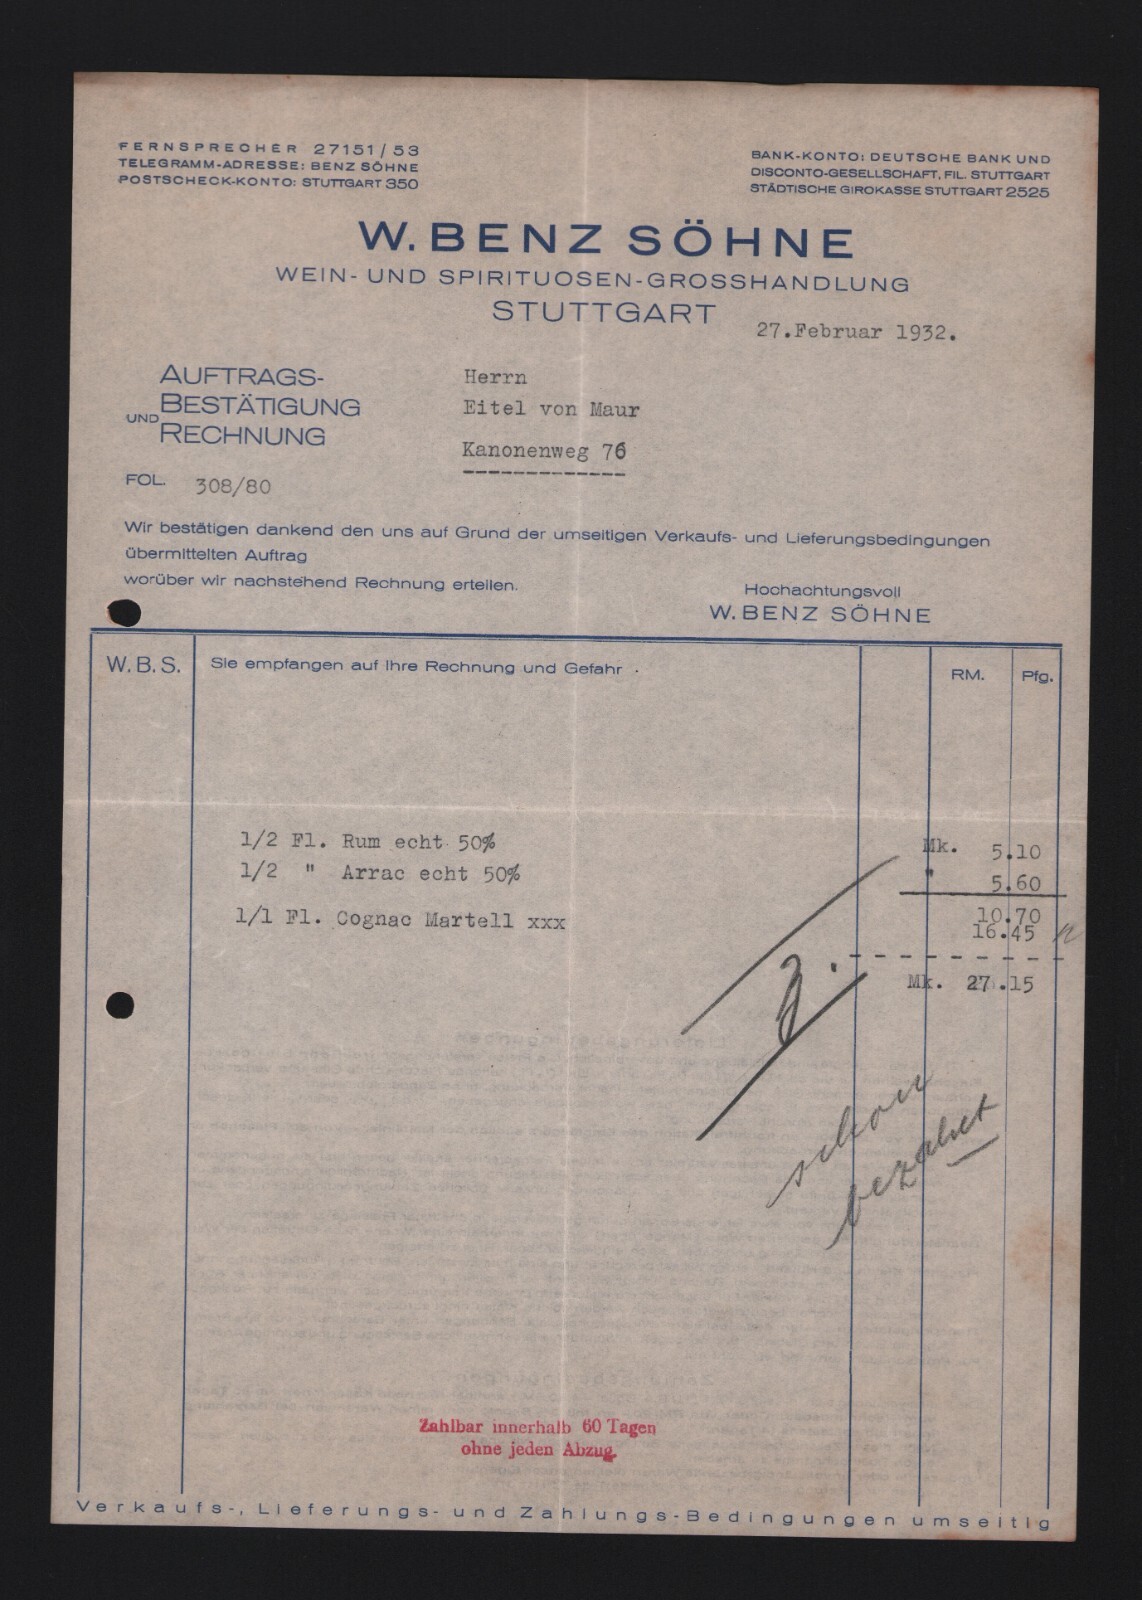 FERNSPRECHER 27151/53
TELEGRAMM-ADRESSE: BENZ SÖHNE
POSTSCHECK-KONTO: STUTTGART 350
BANK-KONTO: DEUTSCHE BANK UND
DISCONTO-GESELLSCHAFT, FIL. STUTTGART
STÄDTISCHE GIROKASSE STUTTGART 2525
W. BENZ SÖHNE
WEIN- UND SPIRITUOSEN-GROSSHANDLUNG
STUTTGART
27.Februar 1932.
AUFTRAGS-
BESTÄTIGUNG
UND RECHNUNG
Herrn
Eitel von Maur
Kanonenweg 76
FOL. 308/80
Wir bestätigen dankend den uns auf Grund der umseitigen Verkaufs- und Lieferungsbedingungen
übermittelten Auftrag
worüber wir nachstehend Rechnung erteilen.
Hochachtungsvoll
W. BENZ SÖHNE
W. B. S. Sie empfangen auf Ihre Rechnung und Gefahr . RM. Pfg.
1/2 Fl. Rum echt 50% Mk. 5.10
1/2 " Arrac echt 50% " 5.60
10.70
1/1 Fl. Cognac Martell xxx 16.45
Mk. 27.15
schon
bezahlt
Zahlbar innerhalb 60 Tagen
ohne jeden Abzug.
Verkaufs-, Lieferungs- und Zahlungs-Bedingungen umseitig